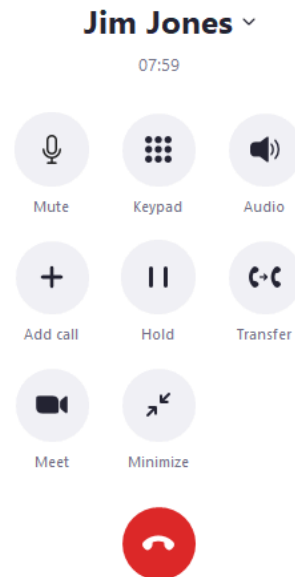 Jim Jones
07:59
Mute Keypad Audio
Add call Hold Transfer
Meet Minimize